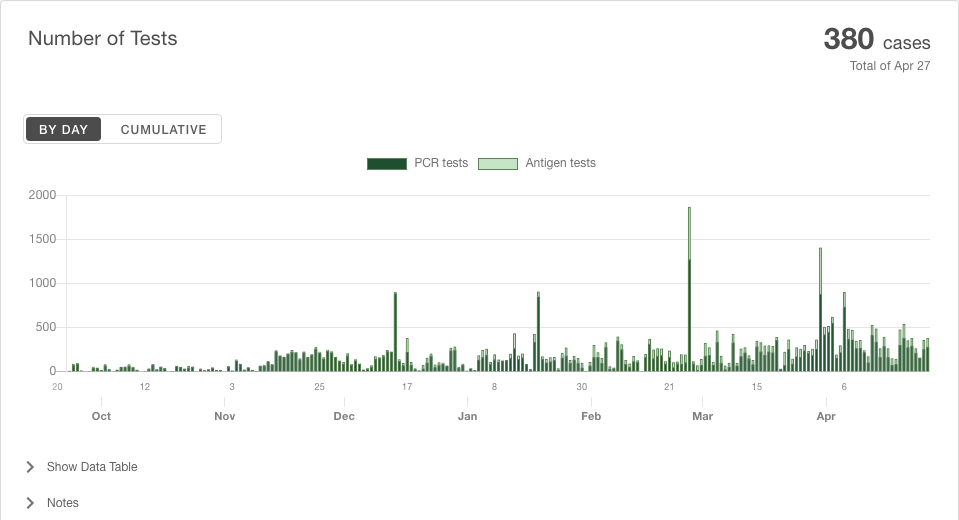 Number of Tests
380 cases
Total of Apr 27
BY DAY CUMULATIVE
PCR tests Antigen tests
2000
1500
1000
500
0
20 12 3 25 17 8 30 21 15 6
Oct Nov Dec Jan Feb Mar Apr
Show Data Table
Notes